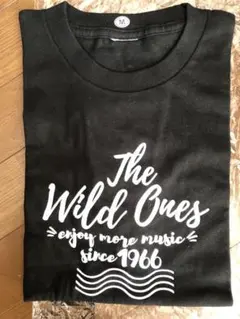 M
The
Wild Ones
enjoy more music
since 1966